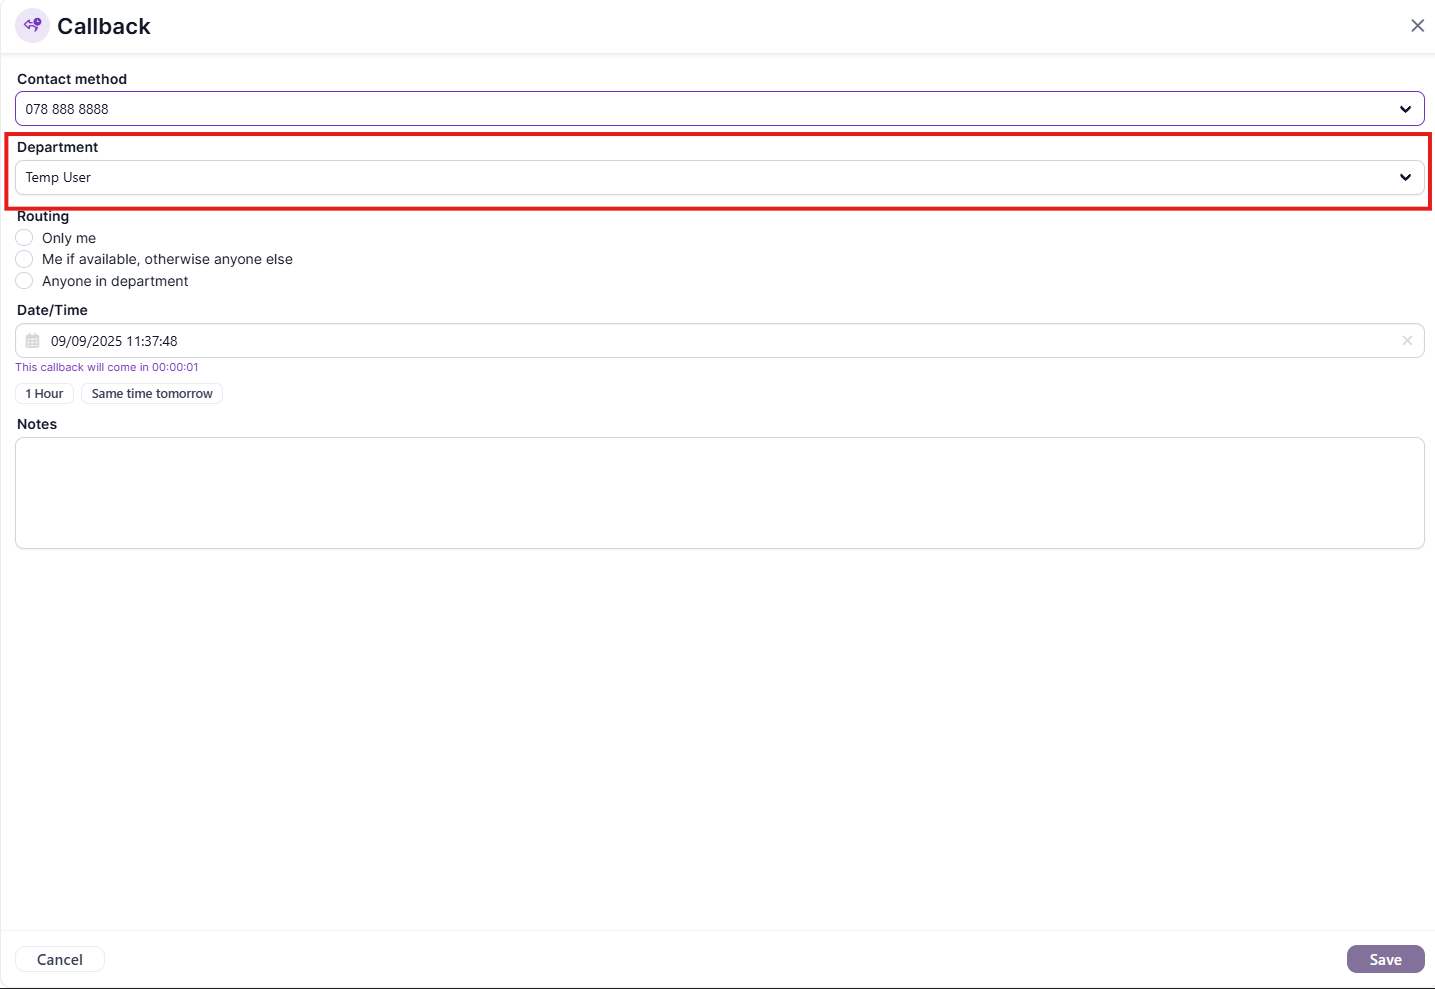 Callback
Contact method
078 888 8888
Department
Temp User
Routing
Only me
Me if available, otherwise anyone else
Anyone in department
Date/Time
09/09/2025 11:37:48
This callback will come in 00:00:01
1 Hour Same time tomorrow
Notes
Cancel Save